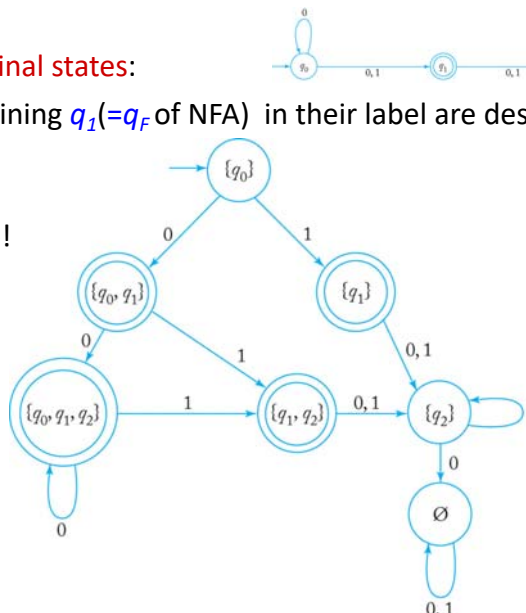 0
q0 0, 1 q1 0, 1
inal states:
ining q1(=qF of NFA) in their label are des
{q0}
!
0 1
{q0, q1} {q1}
0 1 0, 1
{q0, q1, q2} 1 {q1, q2} 0, 1 {q2}
0
0
Ø
0, 1